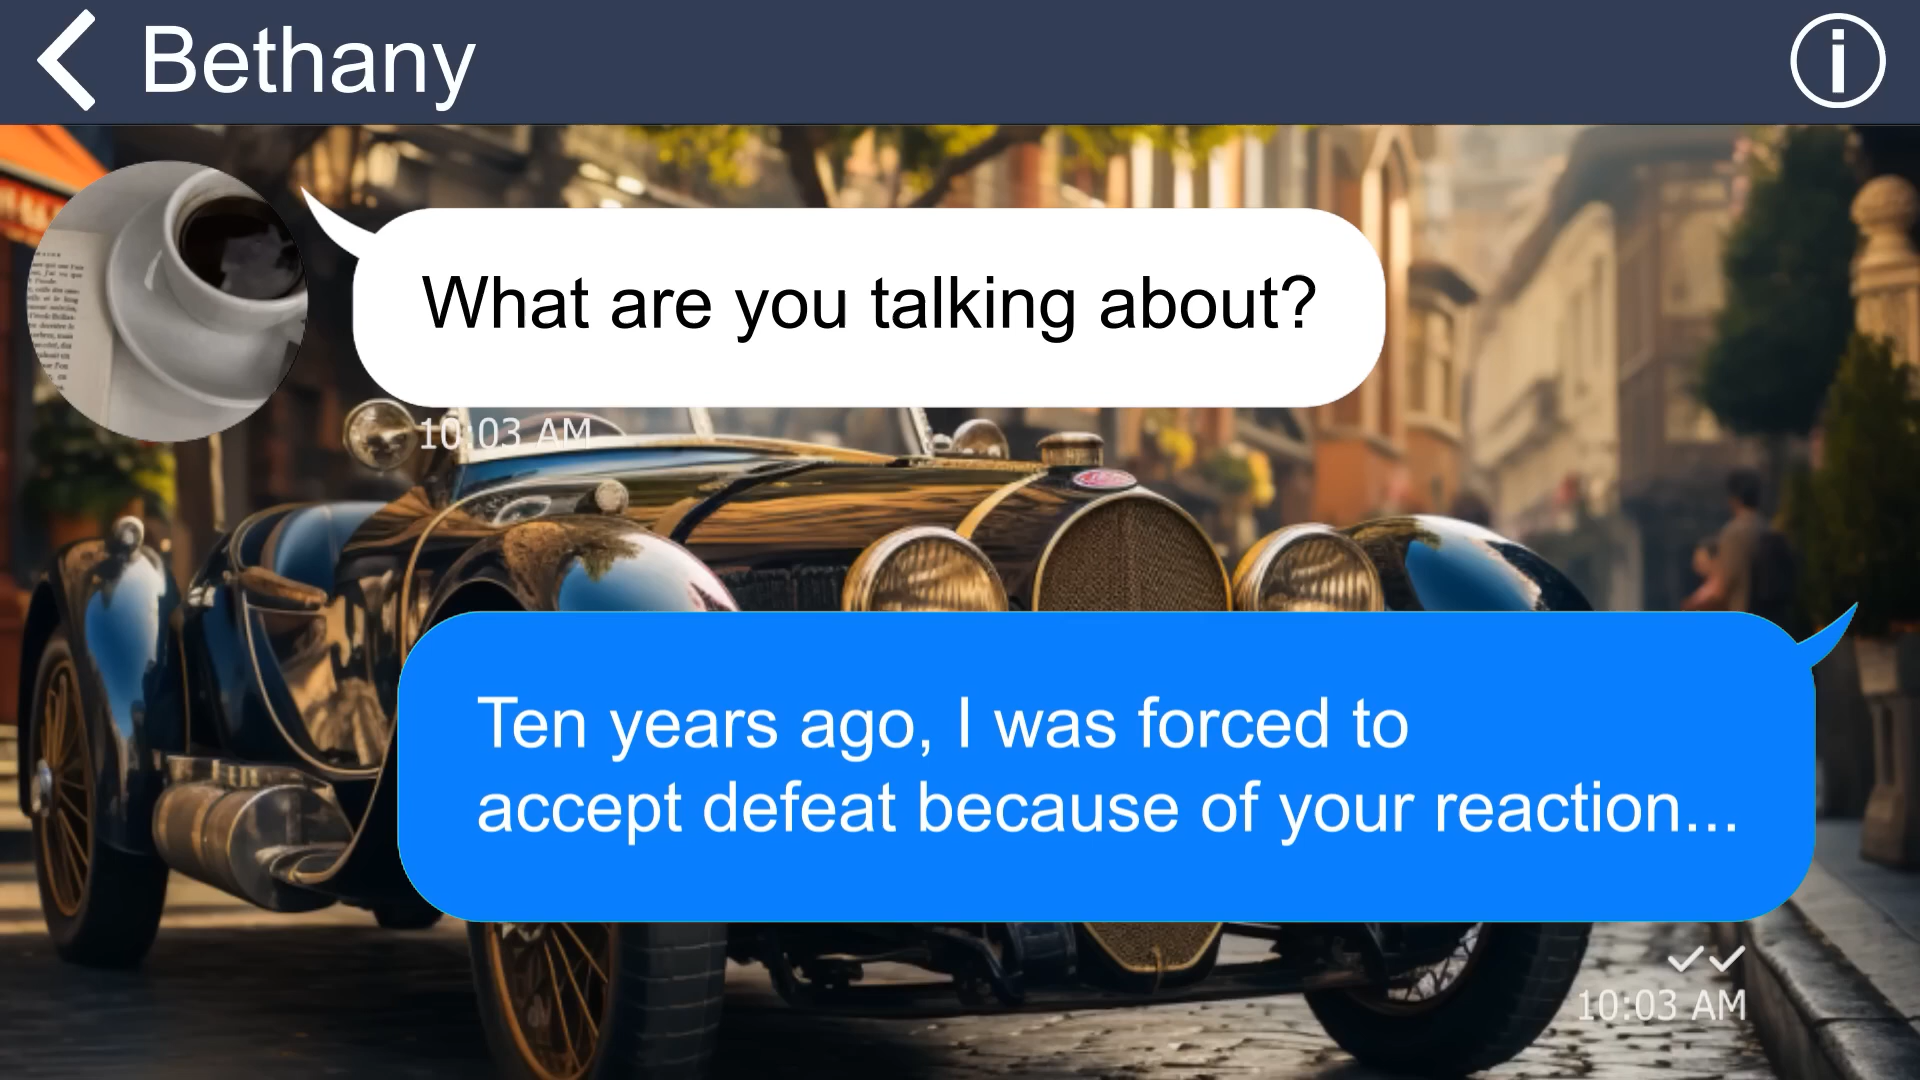 Bethany
What are you talking about?
10:03 AM
Ten years ago, I was forced to
accept defeat because of your reaction...
10:03 AM